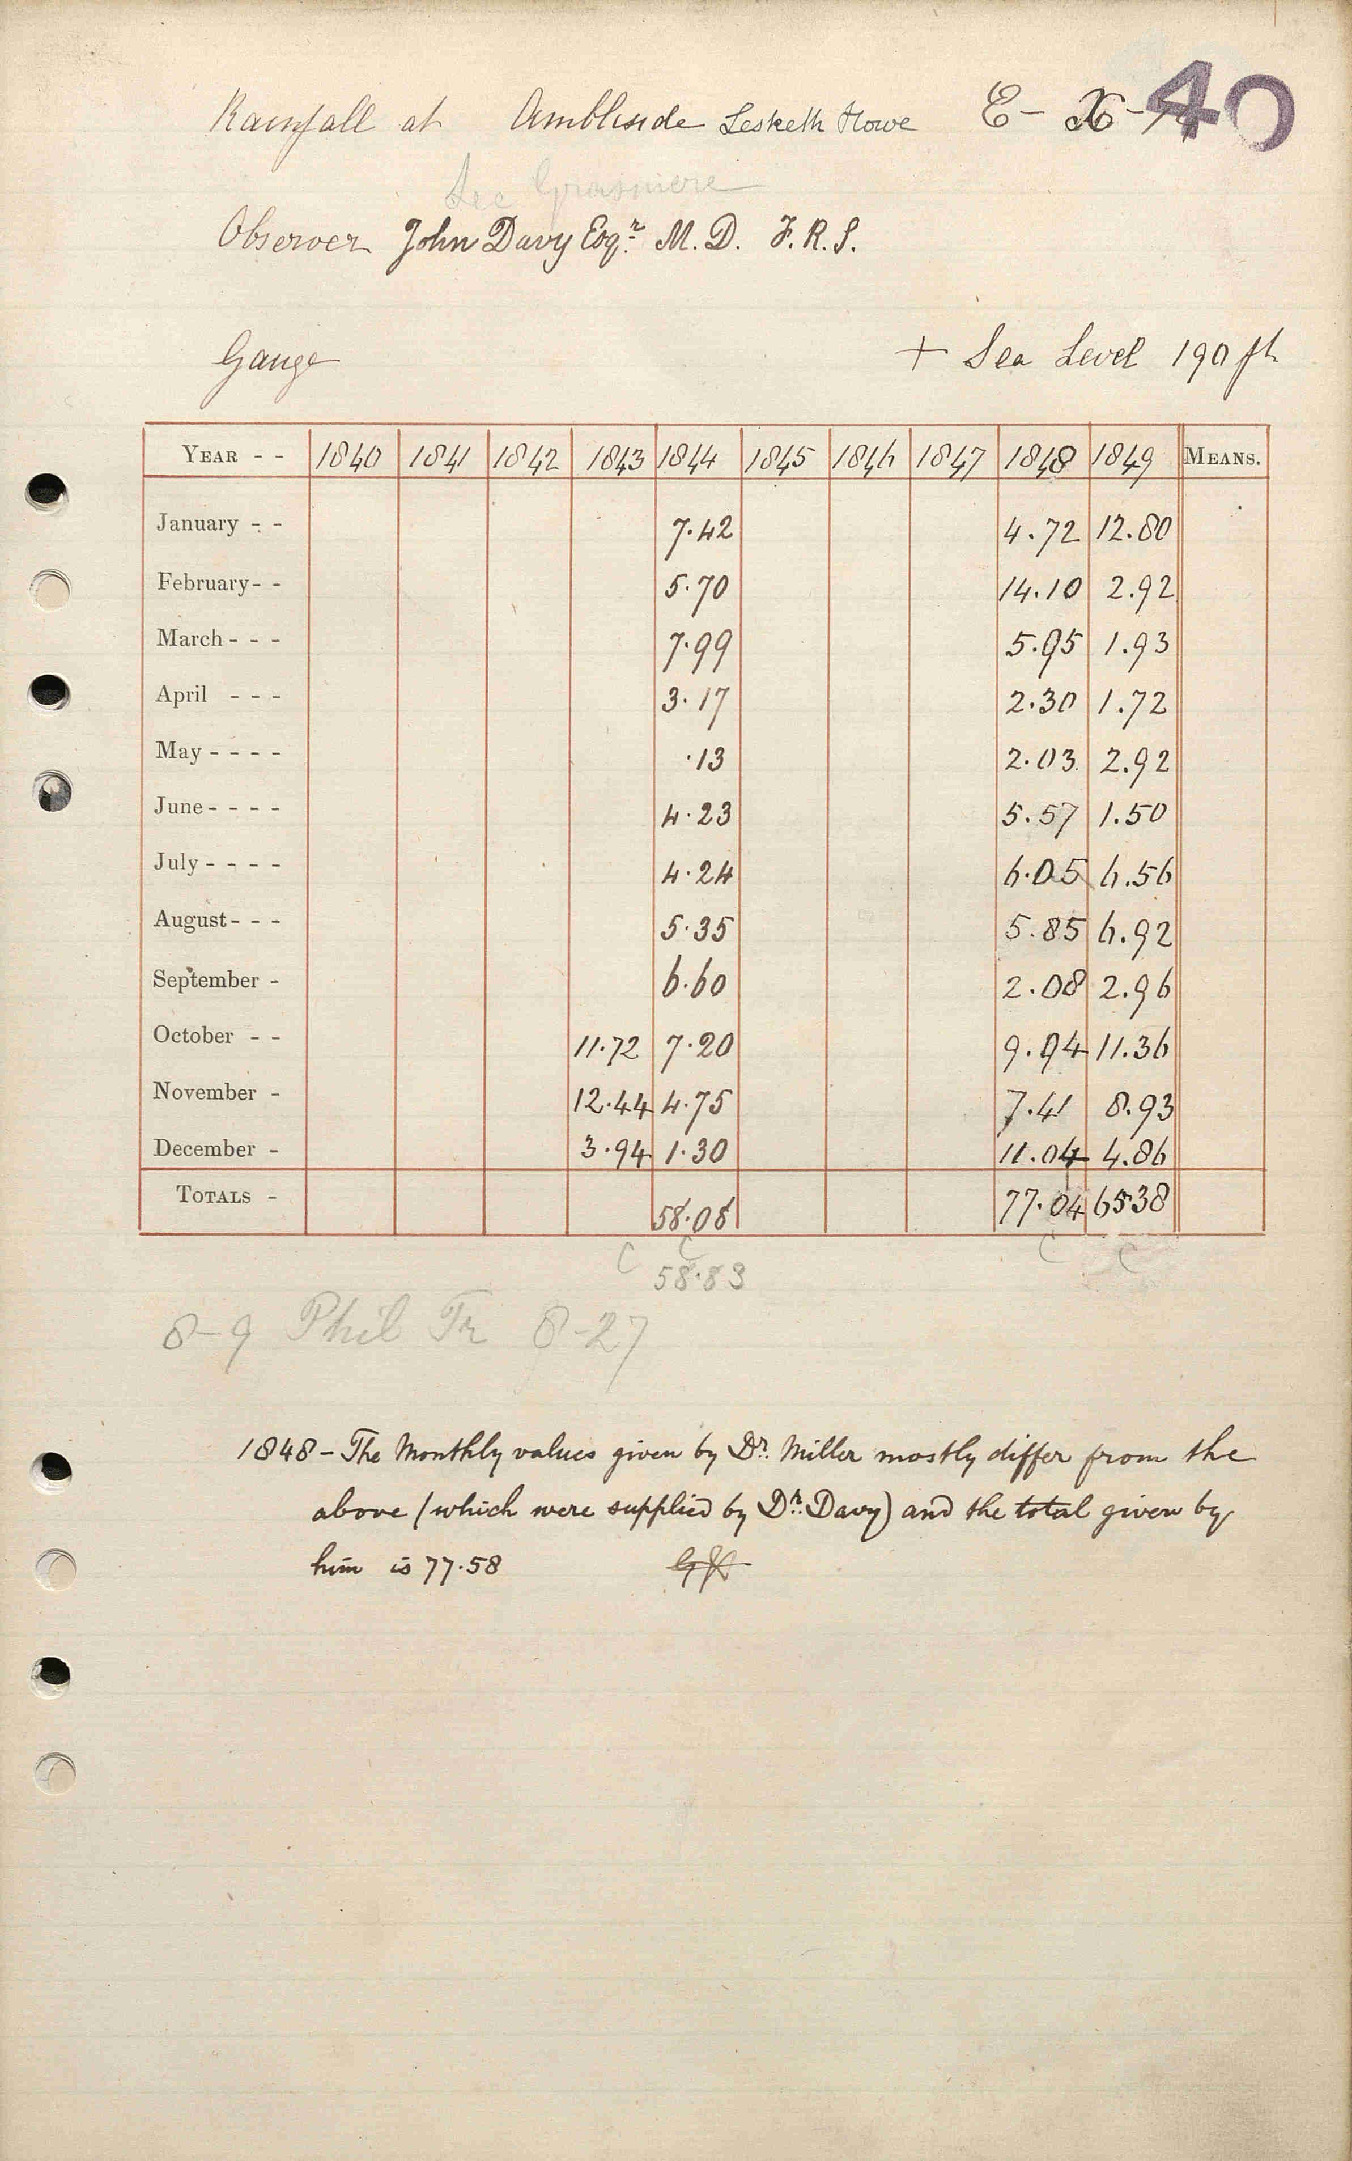 Rainfall at Ambleside Lesketh Howe E - X - 40
See Grasmere
Observer John Davy Esqr. M.D. F.R.S.
Gauge + Sea Level 190 ft
YEAR - - 1840 1841 1842 1843 1844 1845 1846 1847 1848 1849 MEANS.
January - - 7.42 4.72 12.80
February - - 5.70 14.10 2.92
March - - - 7.99 5.95 1.93
April - - - 3.17 2.30 1.72
May - - - - .13 2.03 2.92
June - - - - 4.23 5.57 1.50
July - - - - 4.24 6.05 6.56
August - - - 5.35 5.85 6.92
September - 6.60 2.08 2.96
October - - 11.72 7.20 9.94 11.36
November - 12.44 4.75 7.41 8.93
December - 3.94 1.30 11.04 4.86
TOTALS - 58.08 77.04 65.38
C C C C
58.83
8-9 Phil Tr 8-27
1848 - The Monthly values given by Dr. Miller mostly differ from the
above (which were supplied by Dr. Davy) and the total given by
him is 77.58